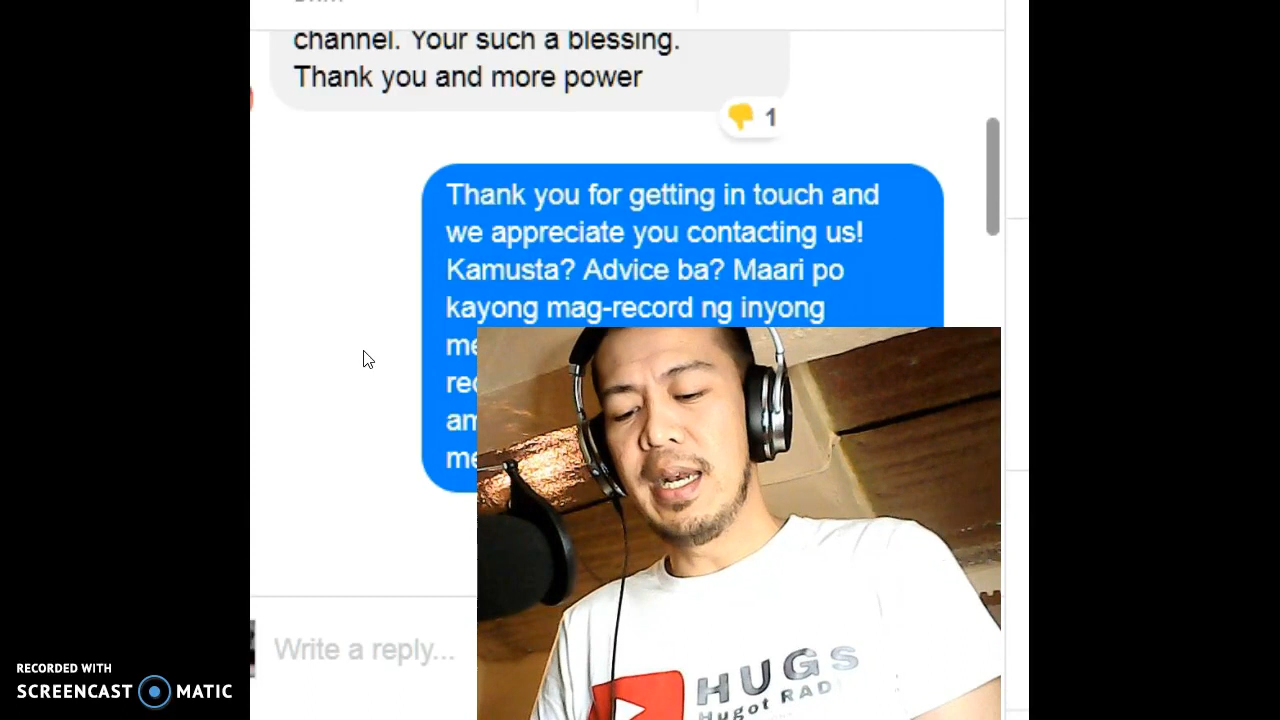 channel. Your such a blessing.
Thank you and more power
1
Thank you for getting in touch and
we appreciate you contacting us!
Kamusta? Advice ba? Maari po
kayong mag-record ng inyong
Write a reply...
HUGS
Hugot
RECORDED WITH
SCREENCAST MATIC